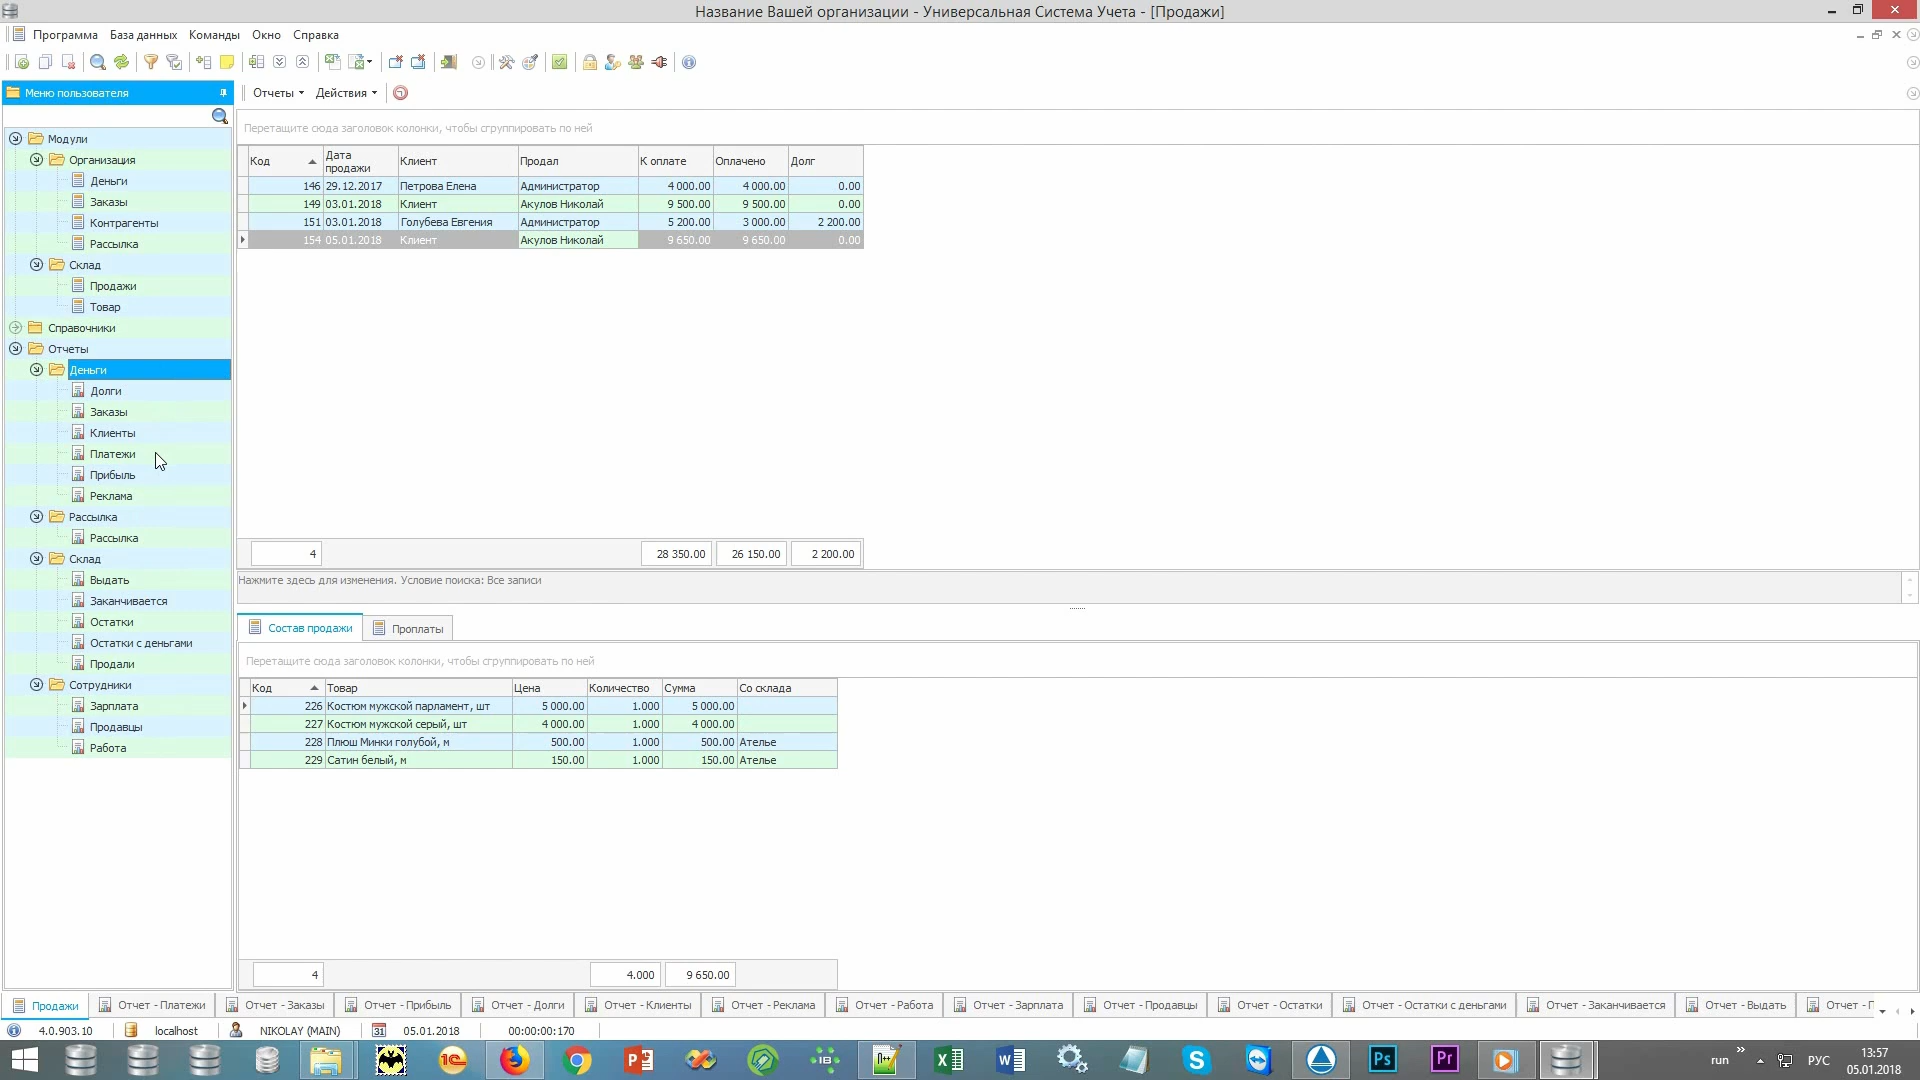 Название Вашей организации - Универсальная Система Учета - [Продажи]
Программа База данных Команды Окно Справка
Меню пользователя
Отчеты Действия
Перетащите сюда заголовок колонки, чтобы сгруппировать по ней
Модули
Организация
Деньги
Заказы
Контрагенты
Рассылка
Склад
Продажи
Товар
Справочники
Отчеты
Деньги
Долги
Заказы
Клиенты
Платежи
Прибыль
Реклама
Рассылка
Рассылка
Склад
Выдать
Заканчивается
Остатки
Остатки с деньгами
Продали
Сотрудники
Зарплата
Продавцы
Работа
Код Дата продажи Клиент Продал К оплате Оплачено Долг
146 29.12.2017 Петрова Елена Администратор 4 000.00 4 000.00 0.00
149 03.01.2018 Клиент Акулов Николай 9 500.00 9 500.00 0.00
151 03.01.2018 Голубева Евгения Администратор 5 200.00 3 000.00 2 200.00
154 05.01.2018 Клиент Акулов Николай 9 650.00 9 650.00 0.00
4 28 350.00 26 150.00 2 200.00
Нажмите здесь для изменения. Условие поиска: Все записи
Состав продажи Проплаты
Перетащите сюда заголовок колонки, чтобы сгруппировать по ней
Код Товар Цена Количество Сумма Со склада
226 Костюм мужской парламент, шт 5 000.00 1.000 5 000.00
227 Костюм мужской серый, шт 4 000.00 1.000 4 000.00
228 Плюш Минки голубой, м 500.00 1.000 500.00 Ателье
229 Сатин белый, м 150.00 1.000 150.00 Ателье
4 4.000 9 650.00
Продажи Отчет - Платежи Отчет - Заказы Отчет - Прибыль Отчет - Долги Отчет - Клиенты Отчет - Реклама Отчет - Работа Отчет - Зарплата Отчет - Продавцы Отчет - Остатки Отчет - Остатки с деньгами Отчет - Заканчивается Отчет - Выдать Отчет - П
4.0.903.10 localhost NIKOLAY (MAIN) 31 05.01.2018 00:00:00:170
1С IB Ps Pr run РУС 13:57
05.01.2018